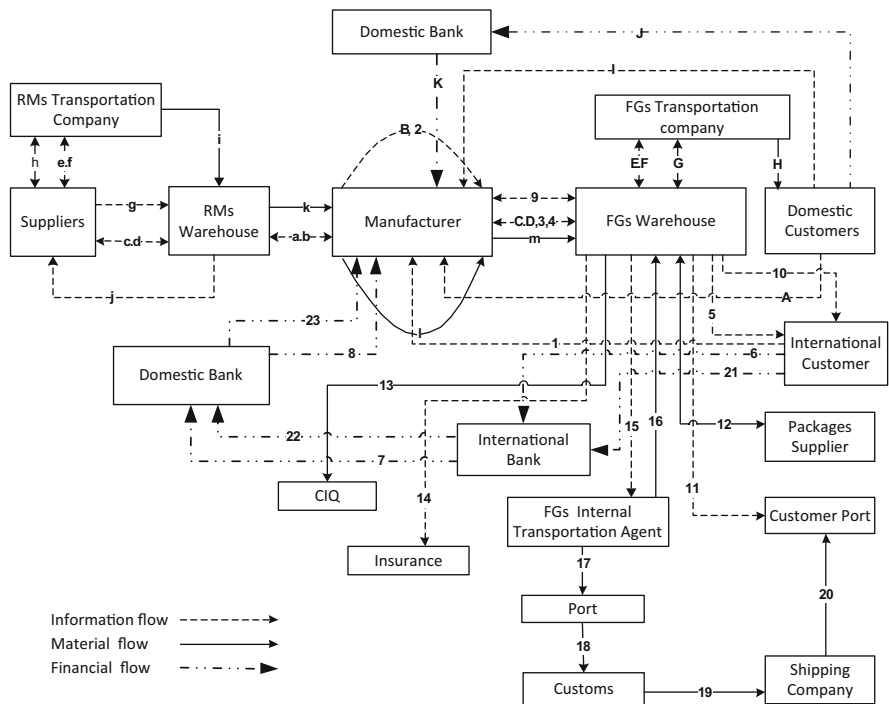 Domestic Bank
J
I
K
RMs Transportation
Company
FGs Transportation
company
B, 2
i
h
e.f
E.F
G
H
Suppliers
g
c.d
RMs
Warehouse
k
a.b
Manufacturer
9
C.D,3,4
m
FGs Warehouse
Domestic
Customers
j
10
A
5
23
l
1
8
6
21
International
Customer
Domestic Bank
13
22
7
International
Bank
15
16
12
Packages
Supplier
CIQ
14
11
FGs Internal
Transportation Agent
Customer Port
Insurance
17
20
Information flow
Material flow
Financial flow
Port
18
Customs
19
Shipping
Company